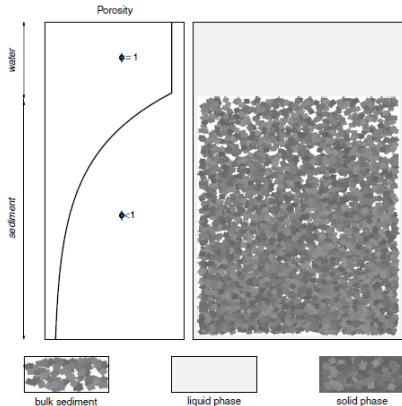 Porosity
water
ϕ= 1
sediment
ϕ<1
bulk sediment
liquid phase
solid phase